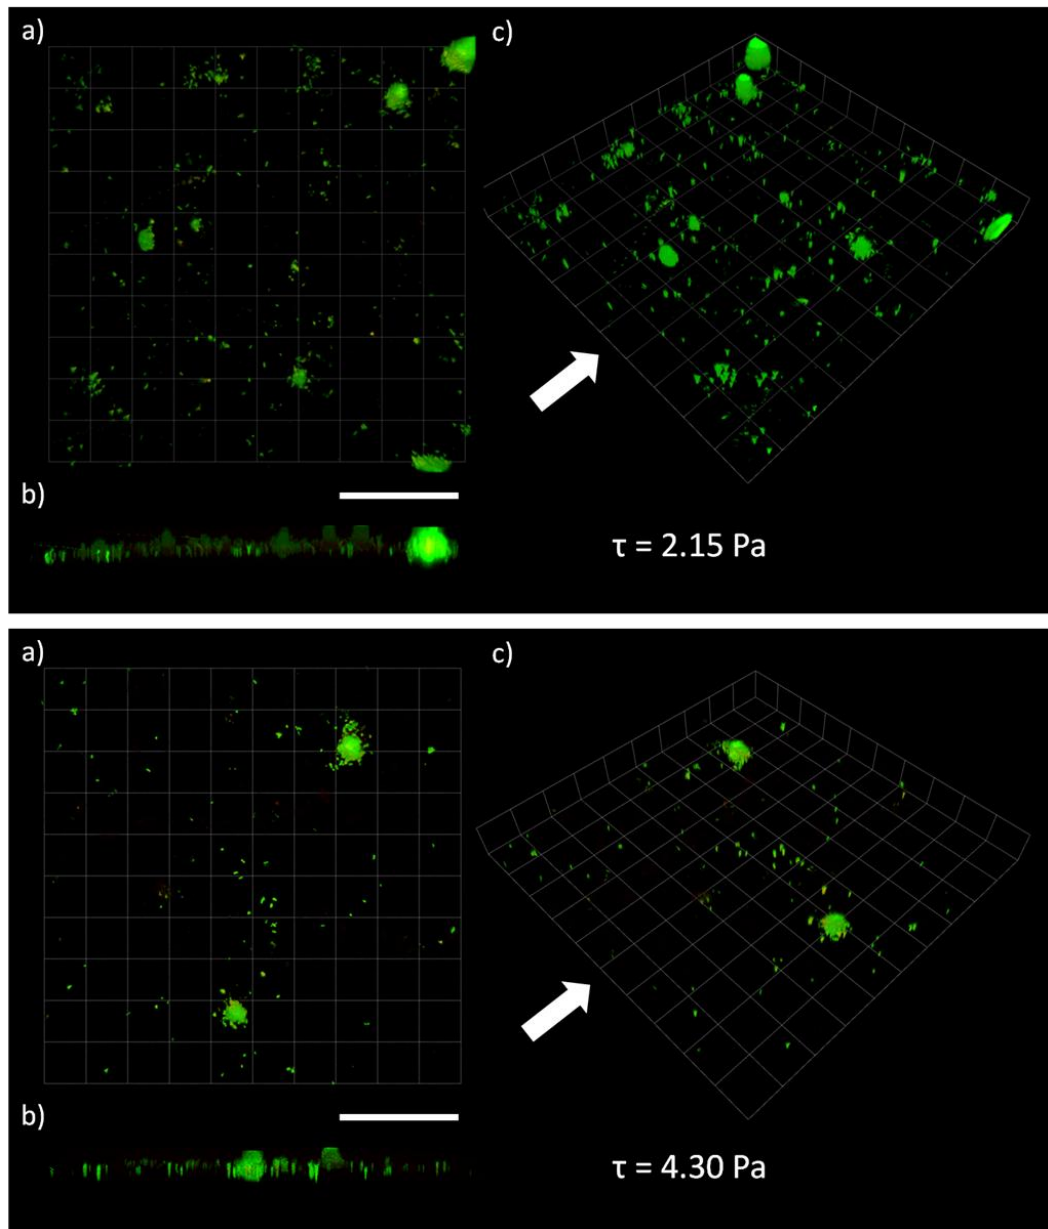 a)
c)
b)
τ = 2.15 Pa
a)
c)
b)
τ = 4.30 Pa